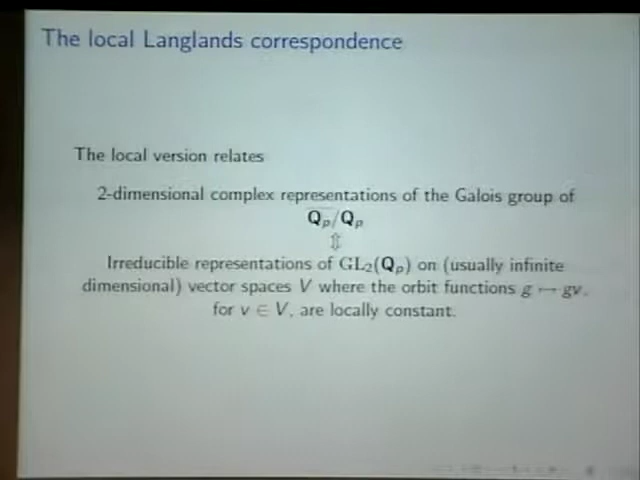 The local Langlands correspondence
The local version relates
2-dimensional complex representations of the Galois group of
Q̅ₚ/Qₚ
⇕
Irreducible representations of GL₂(Qₚ) on (usually infinite
dimensional) vector spaces V where the orbit functions g ↦ gv,
for v ∈ V, are locally constant.